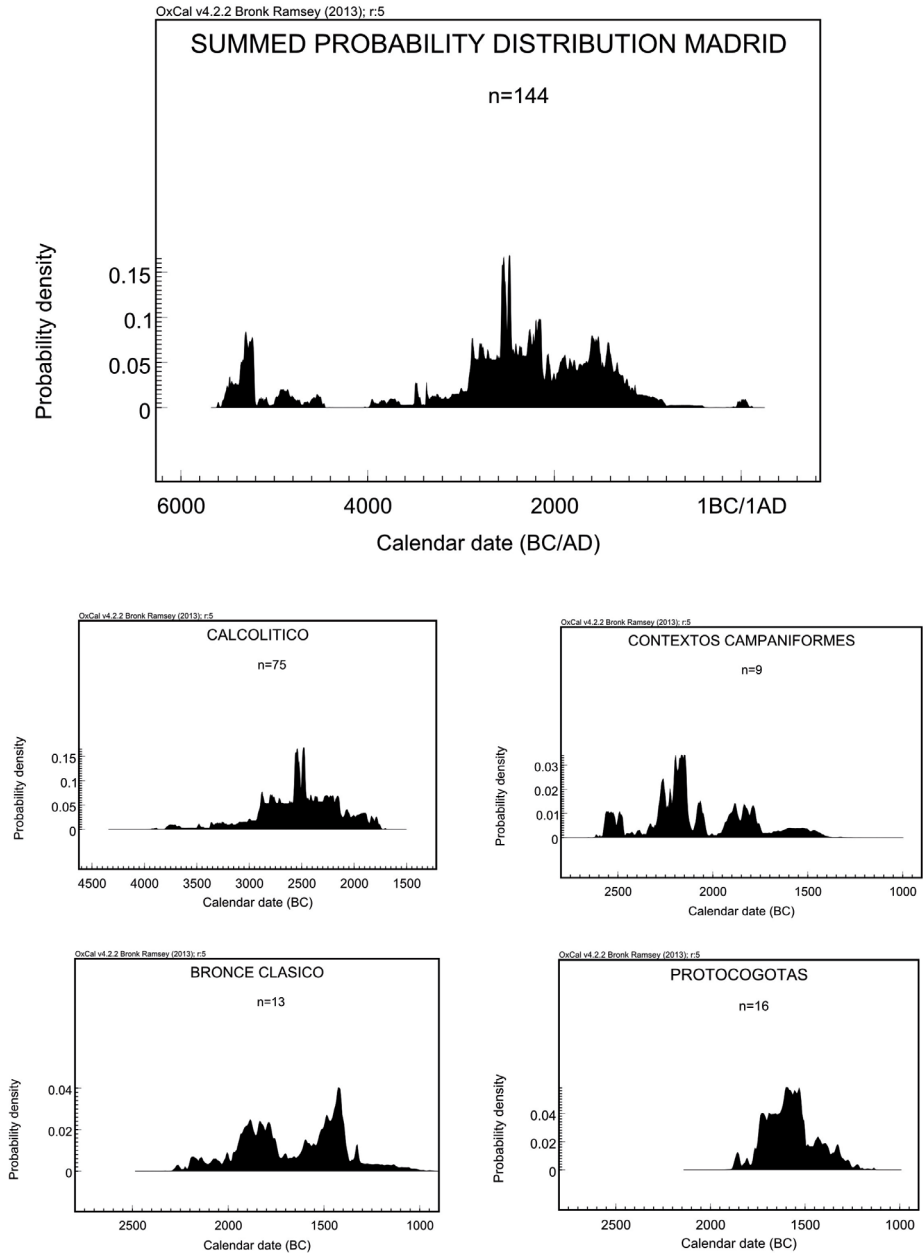 OxCal v4.2.2 Bronk Ramsey (2013); r:5
SUMMED PROBABILITY DISTRIBUTION MADRID
n=144
Probability density
0.15
0.1
0.05
0
6000 4000 2000 1BC/1AD
Calendar date (BC/AD)
OxCal v4.2.2 Bronk Ramsey (2013); r:5
CALCOLITICO
n=75
Probability density
0.15
0.1
0.05
0
4500 4000 3000 2500 2000 1500
Calendar date (BC)
OxCal v4.2.2 Bronk Ramsey (2013); r:5
CONTEXTOS CAMPANIFORMES
n=9
Probability density
0.03
0.02
0.01
0
2500 2000 1500 1000
Calendar date (BC)
OxCal v4.2.2 Bronk Ramsey (2013); r:5
BRONCE CLASICO
n=13
Probability density
0.04
0.02
0
2500 2000 1500 1000
Calendar date (BC)
OxCal v4.2.2 Bronk Ramsey (2013); r:5
PROTOCOGOTAS
n=16
Probability density
0.04
0.02
0
2500 2000 1500 1000
Calendar date (BC)